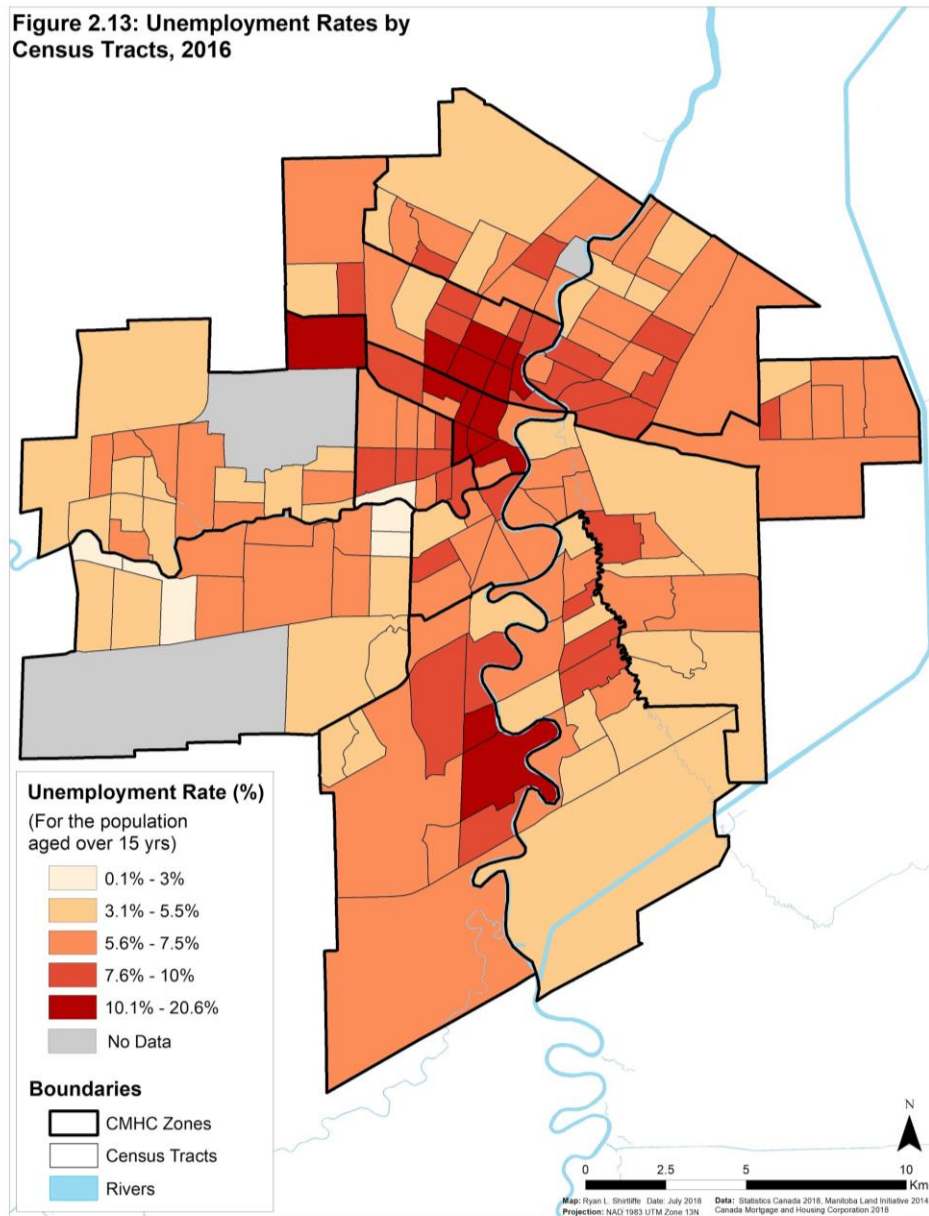 Figure 2.13: Unemployment Rates by
Census Tracts, 2016
Unemployment Rate (%)
(For the population
aged over 15 yrs)
0.1% - 3%
3.1% - 5.5%
5.6% - 7.5%
7.6% - 10%
10.1% - 20.6%
No Data
Boundaries
CMHC Zones
Census Tracts
Rivers
N
0 2.5 5 10
Km
Map: Ryan L. Shirtliffe Date: July 2018 Data: Statistics Canada 2018, Manitoba Land Initiative 2014,
Projection: NAD 1983 UTM Zone 13N Canada Mortgage and Housing Corporation 2018